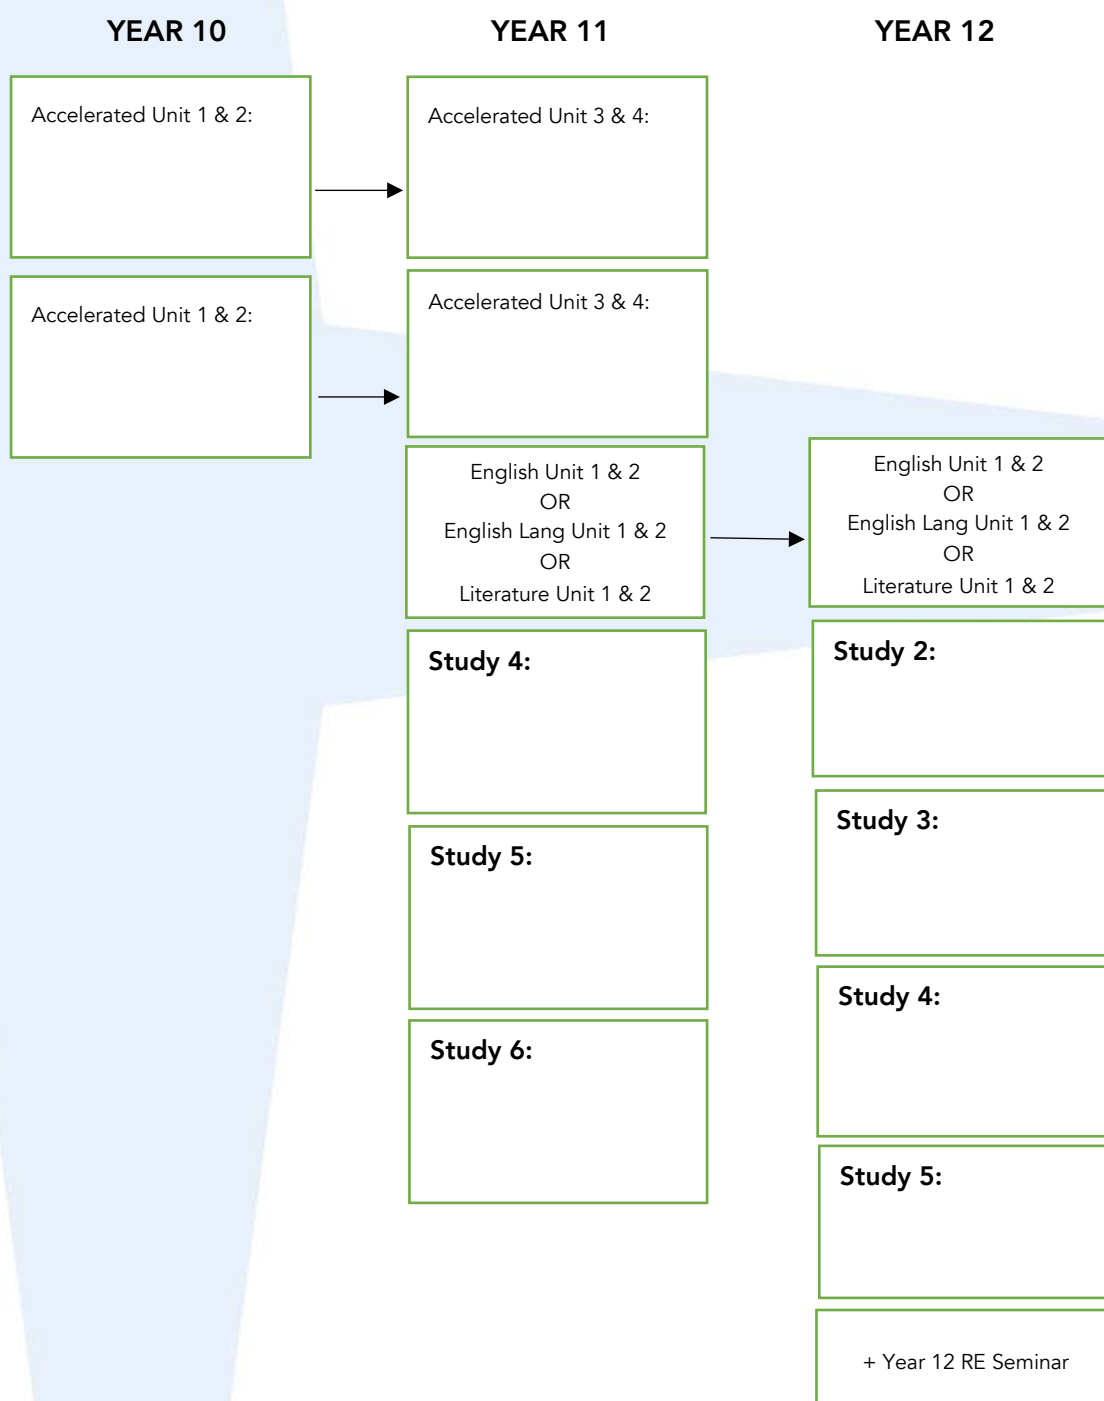 YEAR 10
YEAR 11
YEAR 12
Accelerated Unit 1 & 2:
Accelerated Unit 3 & 4:
Accelerated Unit 1 & 2:
Accelerated Unit 3 & 4:
English Unit 1 & 2
OR
English Lang Unit 1 & 2
OR
Literature Unit 1 & 2
English Unit 1 & 2
OR
English Lang Unit 1 & 2
OR
Literature Unit 1 & 2
Study 4:
Study 2:
Study 5:
Study 3:
Study 6:
Study 4:
Study 5:
+ Year 12 RE Seminar